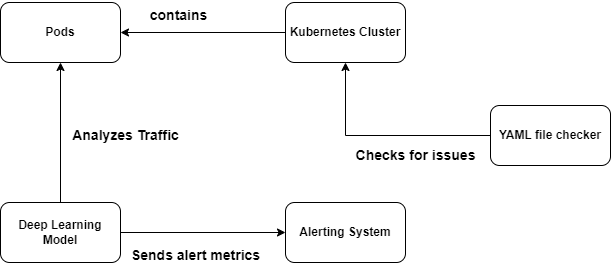 contains
Pods
Kubernetes Cluster
Analyzes Traffic
YAML file checker
Checks for issues
Deep Learning
Model
Alerting System
Sends alert metrics